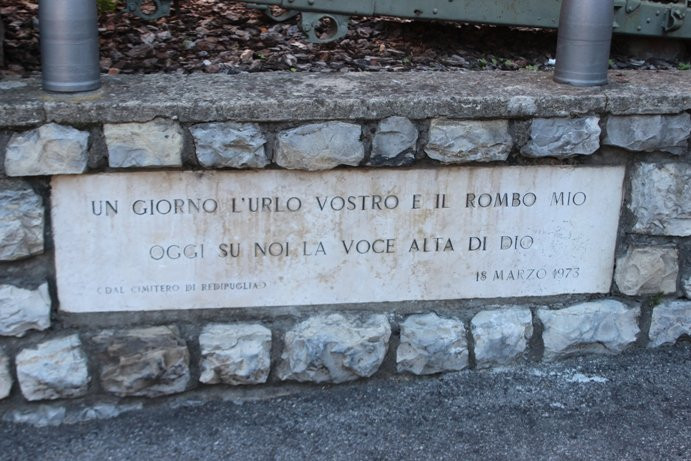 UN GIORNO L'URLO VOSTRO E IL ROMBO MIO
OGGI SU NOI LA VOCE ALTA DI DIO
(DAL CIMITERO DI REDIPUGLIA)
18 MARZO 1973